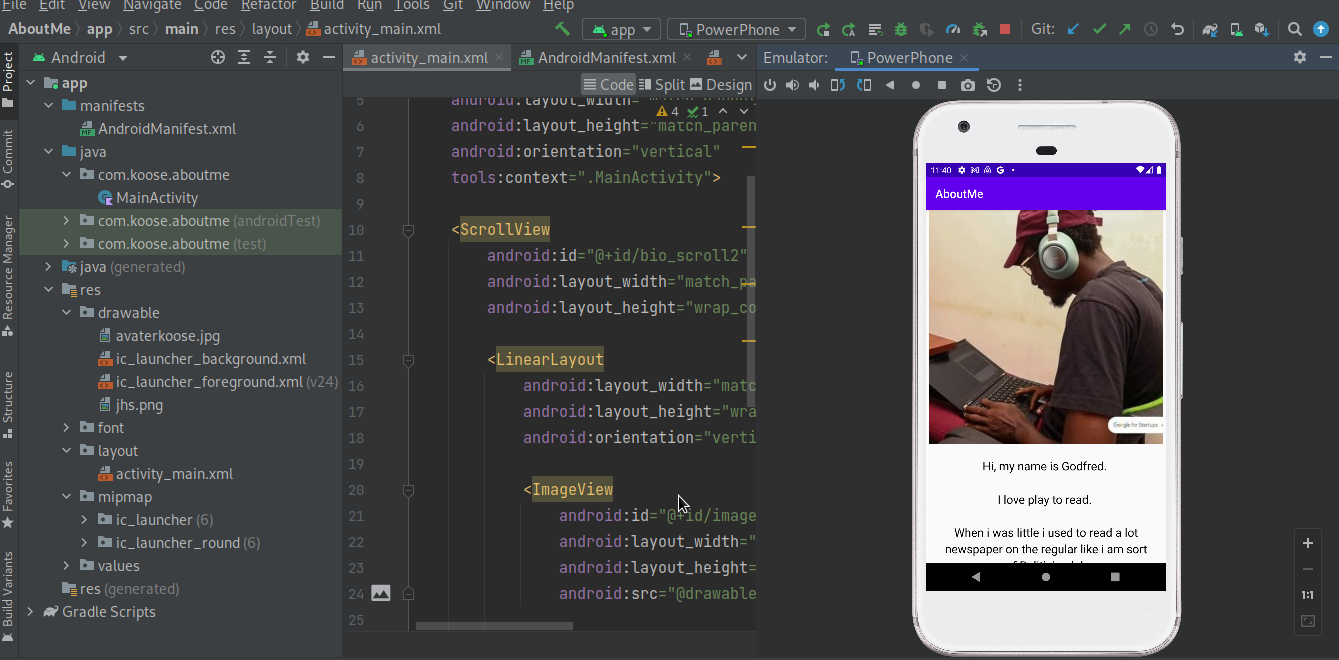 File Edit View Navigate Code Refactor Build Run Tools Git Window Help
AboutMe app src main res layout activity_main.xml
app PowerPhone Git:
Project
Commit
Resource Manager
Structure
Favorites
Build Variants
Android
app
manifests
AndroidManifest.xml
java
com.koose.aboutme
MainActivity
com.koose.aboutme (androidTest)
com.koose.aboutme (test)
java (generated)
res
drawable
avaterkoose.jpg
ic_launcher_background.xml
ic_launcher_foreground.xml (v24)
jhs.png
font
layout
activity_main.xml
mipmap
ic_launcher (6)
ic_launcher_round (6)
values
res (generated)
Gradle Scripts
activity_main.xml AndroidManifest.xml
Code Split Design
4 1
5 android:layout_width=
6 android:layout_height="match_paren
7 android:orientation="vertical"
8 tools:context=".MainActivity">
9
10 <ScrollView
11 android:id="@+id/bio_scroll2"
12 android:layout_width="match_pa
13 android:layout_height="wrap_co
14
15 <LinearLayout
16 android:layout_width="matc
17 android:layout_height="wra
18 android:orientation="verti
19
20 <ImageView
21 android:id="@+id/image
22 android:layout_width="
23 android:layout_height=
24 android:src="@drawable
25
Emulator: PowerPhone
11:40
AboutMe
Google for Startups
Hi, my name is Godfred.
I love play to read.
When i was little i used to read a lot
newspaper on the regular like i am sort
1:1